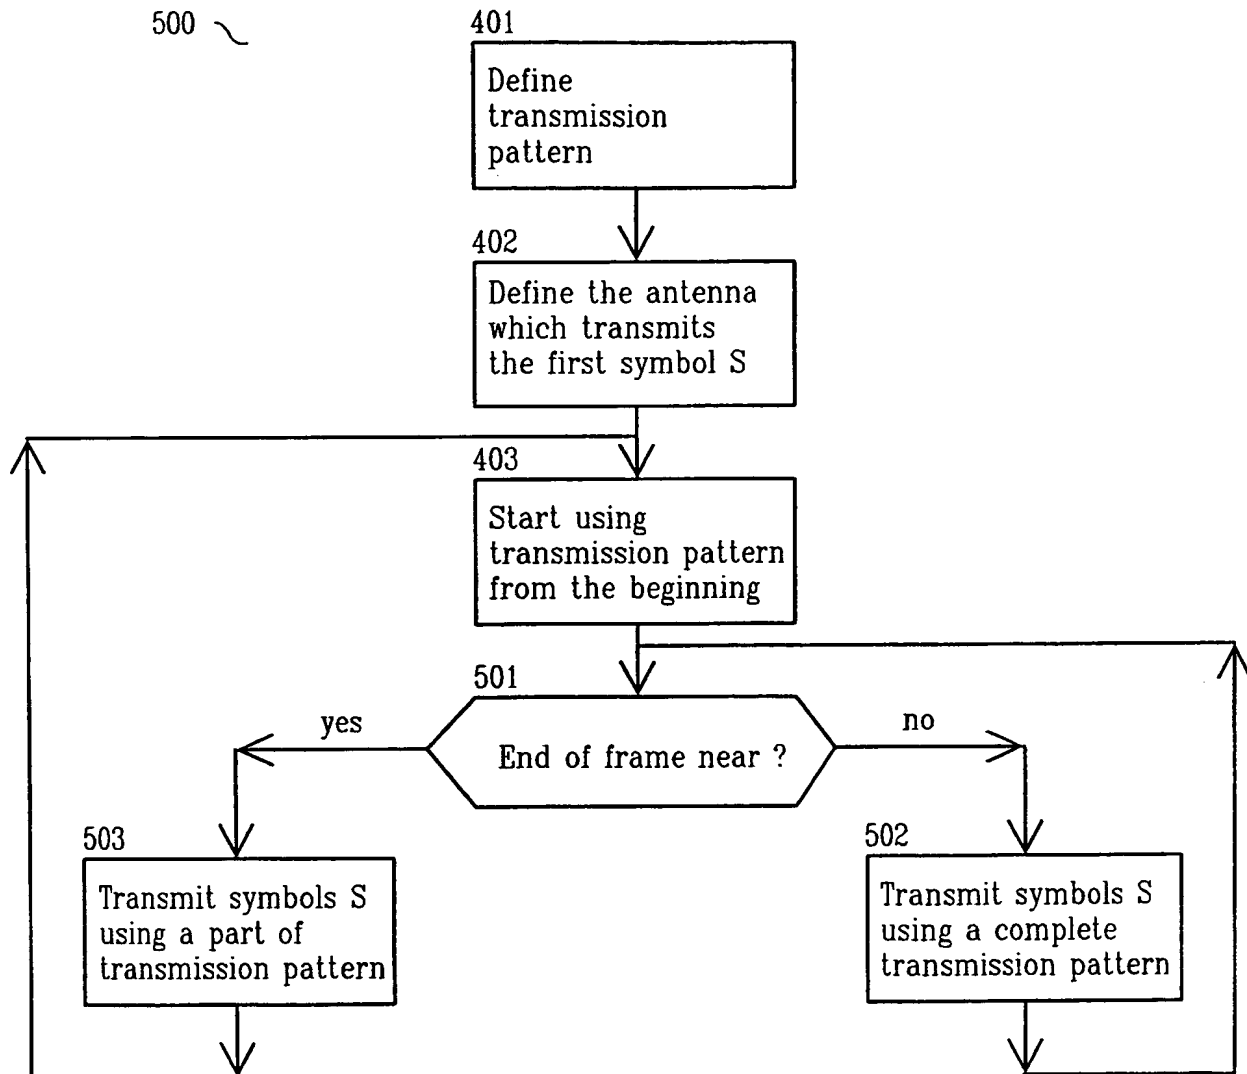 500
401
Define
transmission
pattern
402
Define the antenna
which transmits
the first symbol S
403
Start using
transmission pattern
from the beginning
501
yes
no
End of frame near ?
503
Transmit symbols S
using a part of
transmission pattern
502
Transmit symbols S
using a complete
transmission pattern